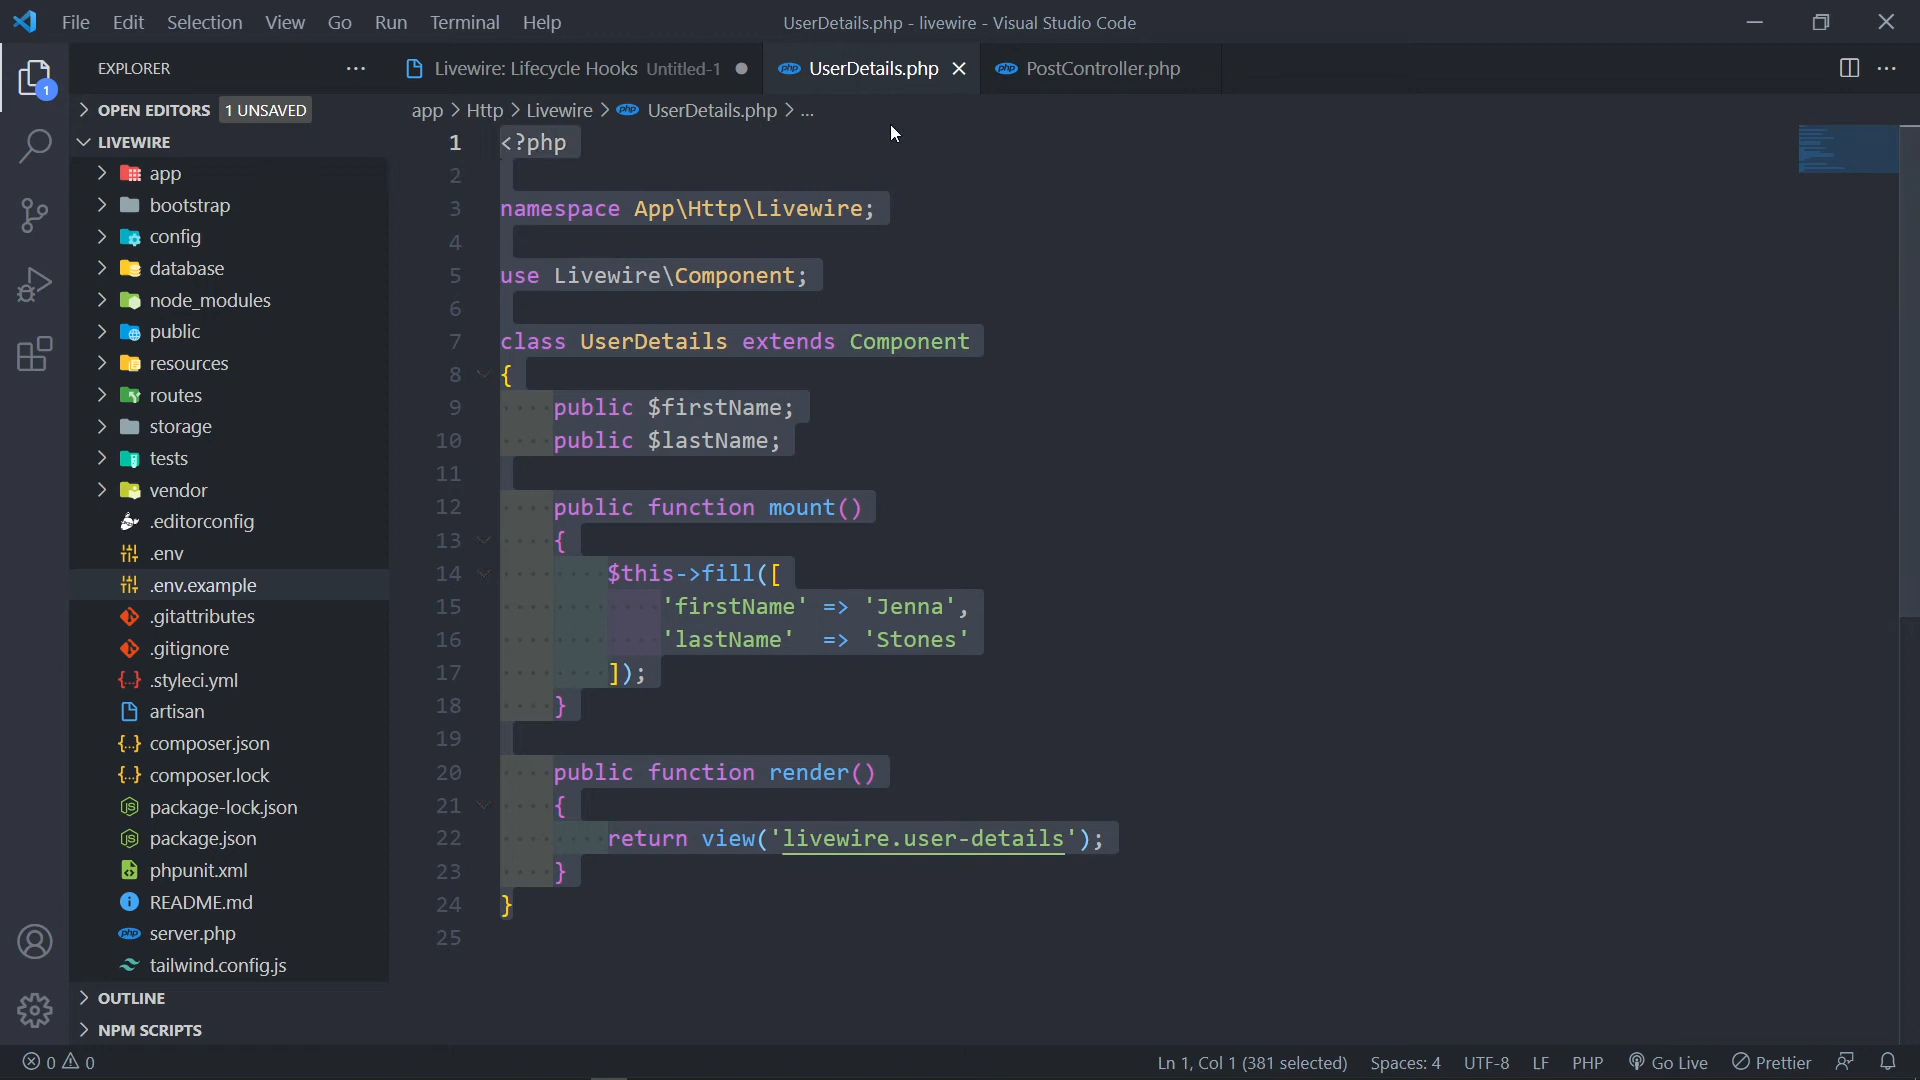 File Edit Selection View Go Run Terminal Help
UserDetails.php - livewire - Visual Studio Code
EXPLORER
Livewire: Lifecycle Hooks Untitled-1
UserDetails.php
PostController.php
1
OPEN EDITORS 1 UNSAVED
app > Http > Livewire > php UserDetails.php > ...
LIVEWIRE
app
bootstrap
config
database
node_modules
public
resources
routes
storage
tests
vendor
.editorconfig
.env
.env.example
.gitattributes
.gitignore
.styleci.yml
artisan
composer.json
composer.lock
package-lock.json
package.json
phpunit.xml
README.md
server.php
tailwind.config.js
OUTLINE
NPM SCRIPTS
1 <?php
2
3 namespace App\Http\Livewire;
4
5 use Livewire\Component;
6
7 class UserDetails extends Component
8 {
9 public $firstName;
10 public $lastName;
11
12 public function mount()
13 {
14 $this->fill([
15 'firstName' => 'Jenna',
16 'lastName' => 'Stones'
17 ]);
18 }
19
20 public function render()
21 {
22 return view('livewire.user-details');
23 }
24 }
25
0 0
Ln 1, Col 1 (381 selected) Spaces: 4 UTF-8 LF PHP Go Live Prettier